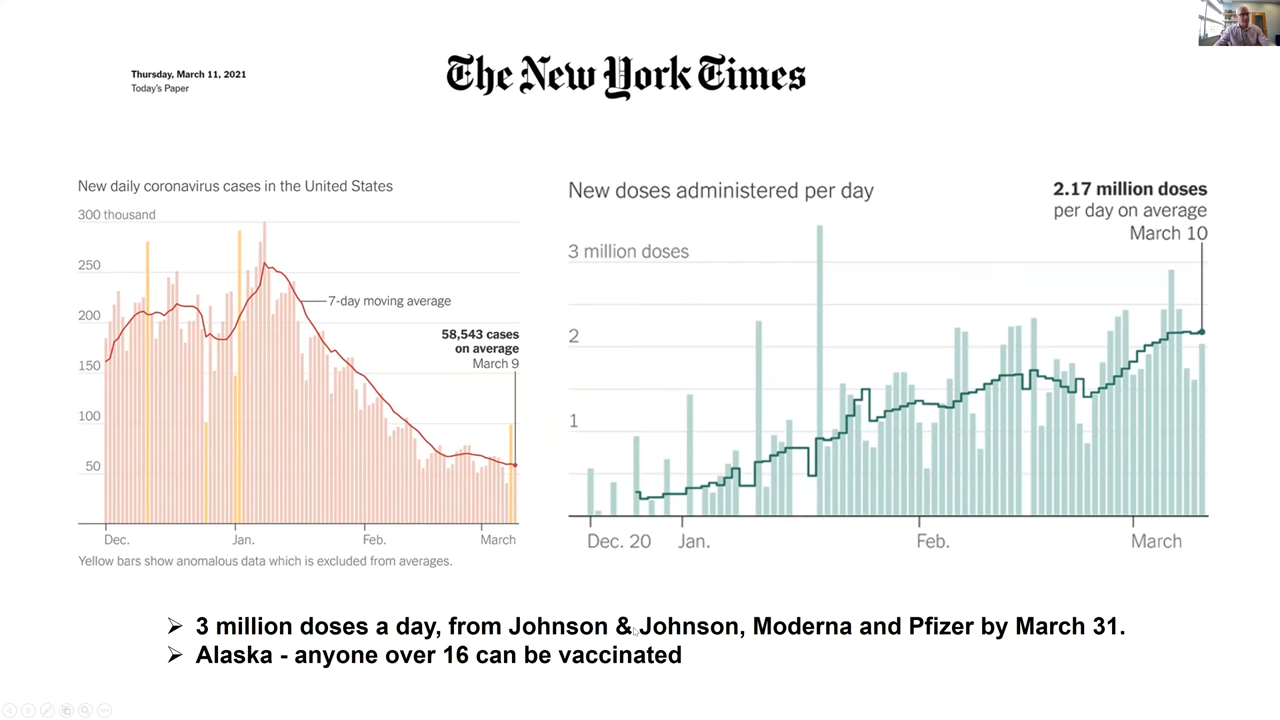 Thursday, March 11, 2021
Today's Paper
The New York Times
New daily coronavirus cases in the United States
300 thousand
250
200
150
100
50
7-day moving average
58,543 cases
on average
March 9
Dec.
Jan.
Feb.
March
Yellow bars show anomalous data which is excluded from averages.
New doses administered per day
2.17 million doses
per day on average
March 10
3 million doses
2
1
Dec. 20
Jan.
Feb.
March
➢ 3 million doses a day, from Johnson & Johnson, Moderna and Pfizer by March 31.
➢ Alaska - anyone over 16 can be vaccinated